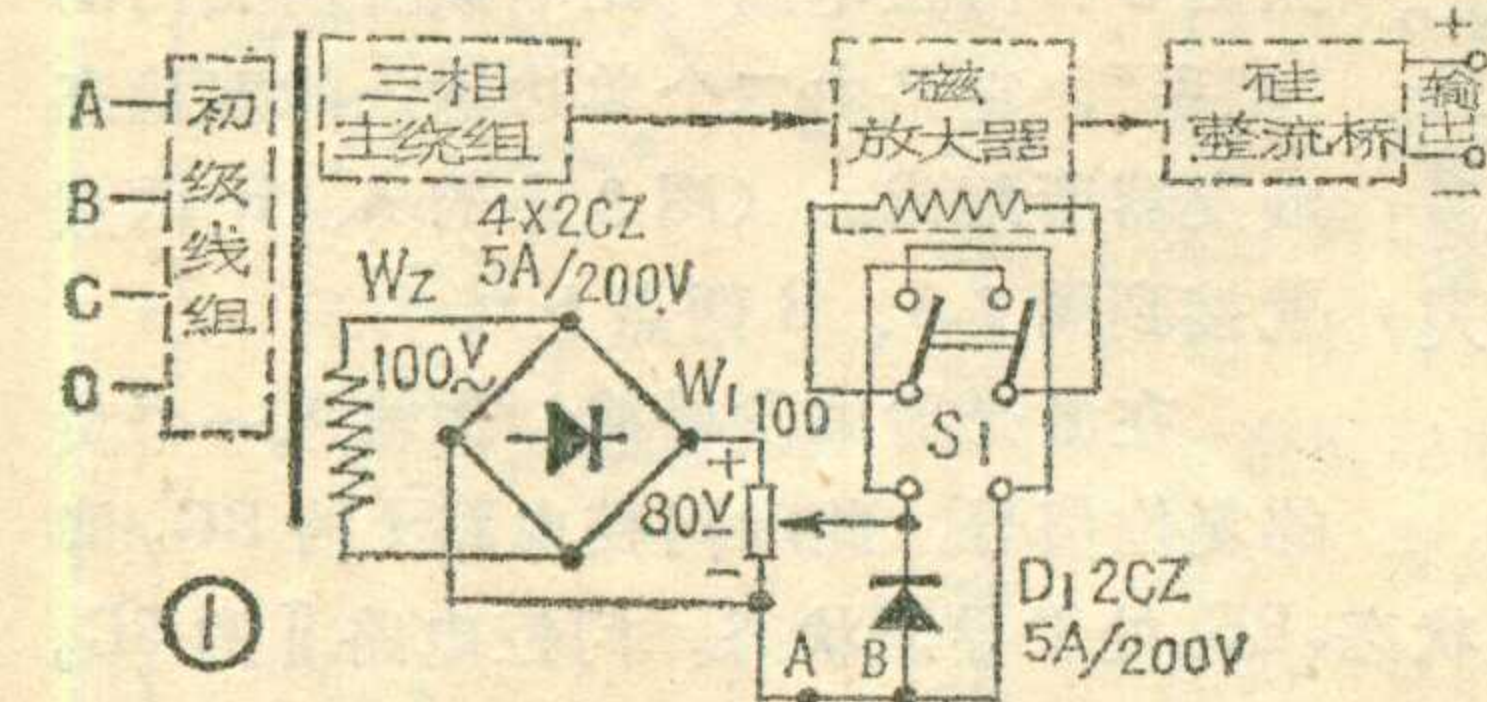 A
B
C
O
初级线组
三相
主绕组
磁
放大器
硅
整流桥
+
输出
−
4X2CZ
5A/200V
WZ
100V~
W1
100
+
80V
−
S1
D1 2CZ
5A/200V
A
B
①